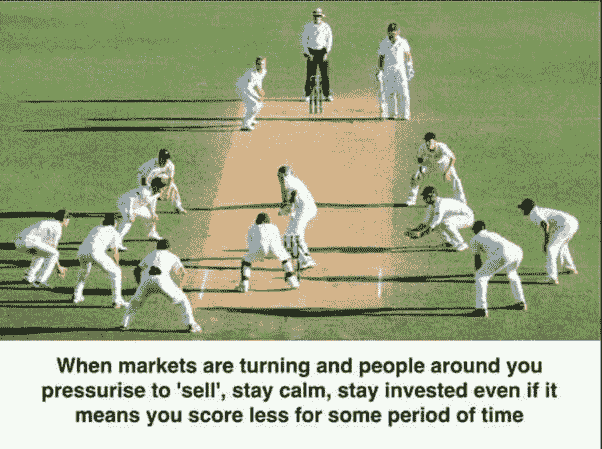 When markets are turning and people around you
pressurise to 'sell', stay calm, stay invested even if it
means you score less for some period of time